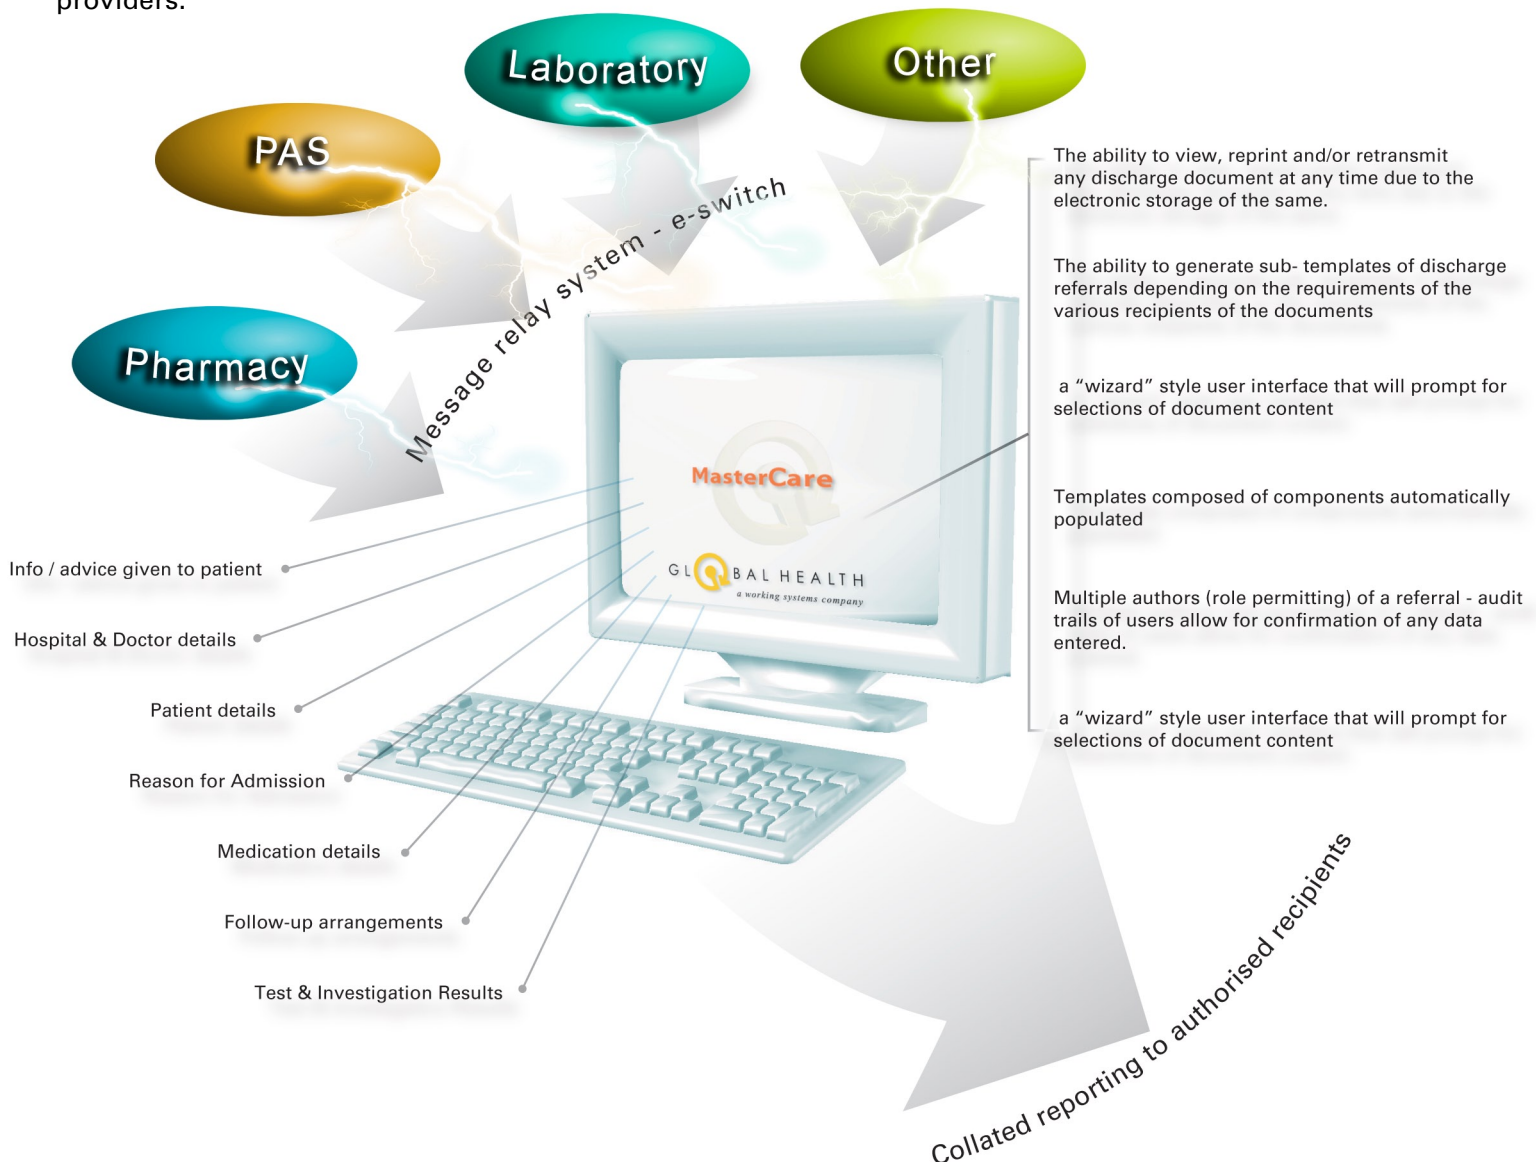 providers.
Laboratory
Other
PAS
Pharmacy
Message relay system - e-switch
The ability to view, reprint and/or retransmit
any discharge document at any time due to the
electronic storage of the same.
The ability to generate sub- templates of discharge
referrals depending on the requirements of the
various recipients of the documents
a “wizard” style user interface that will prompt for
selections of document content
Templates composed of components automatically
populated
Multiple authors (role permitting) of a referral - audit
trails of users allow for confirmation of any data
entered.
a “wizard” style user interface that will prompt for
selections of document content
MasterCare
GLOBAL HEALTH
a working systems company
Info / advice given to patient
Hospital & Doctor details
Patient details
Reason for Admission
Medication details
Follow-up arrangements
Test & Investigation Results
Collated reporting to authorised recipients